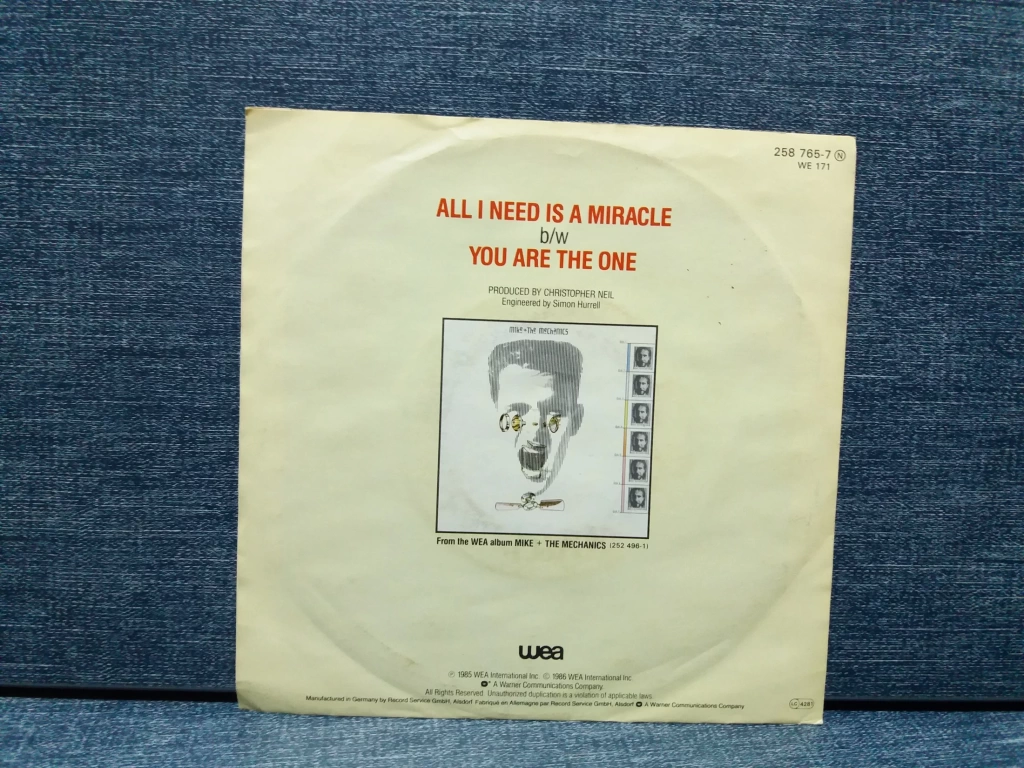 258 765-7 Ⓝ
WE 171
ALL I NEED IS A MIRACLE
b/w
YOU ARE THE ONE
PRODUCED BY CHRISTOPHER NEIL
Engineered by Simon Hurrell
MIKE + THE MECHANICS
From the WEA album MIKE + THE MECHANICS (252 496-1)
wea
℗ 1985 WEA International Inc. © 1986 WEA International Inc.
A Warner Communications Company.
All Rights Reserved. Unauthorized duplication is a violation of applicable laws.
Manufactured in Germany by Record Service GmbH, Alsdorf. Fabriqué en Allemagne par Record Service GmbH, Alsdorf A Warner Communications Company